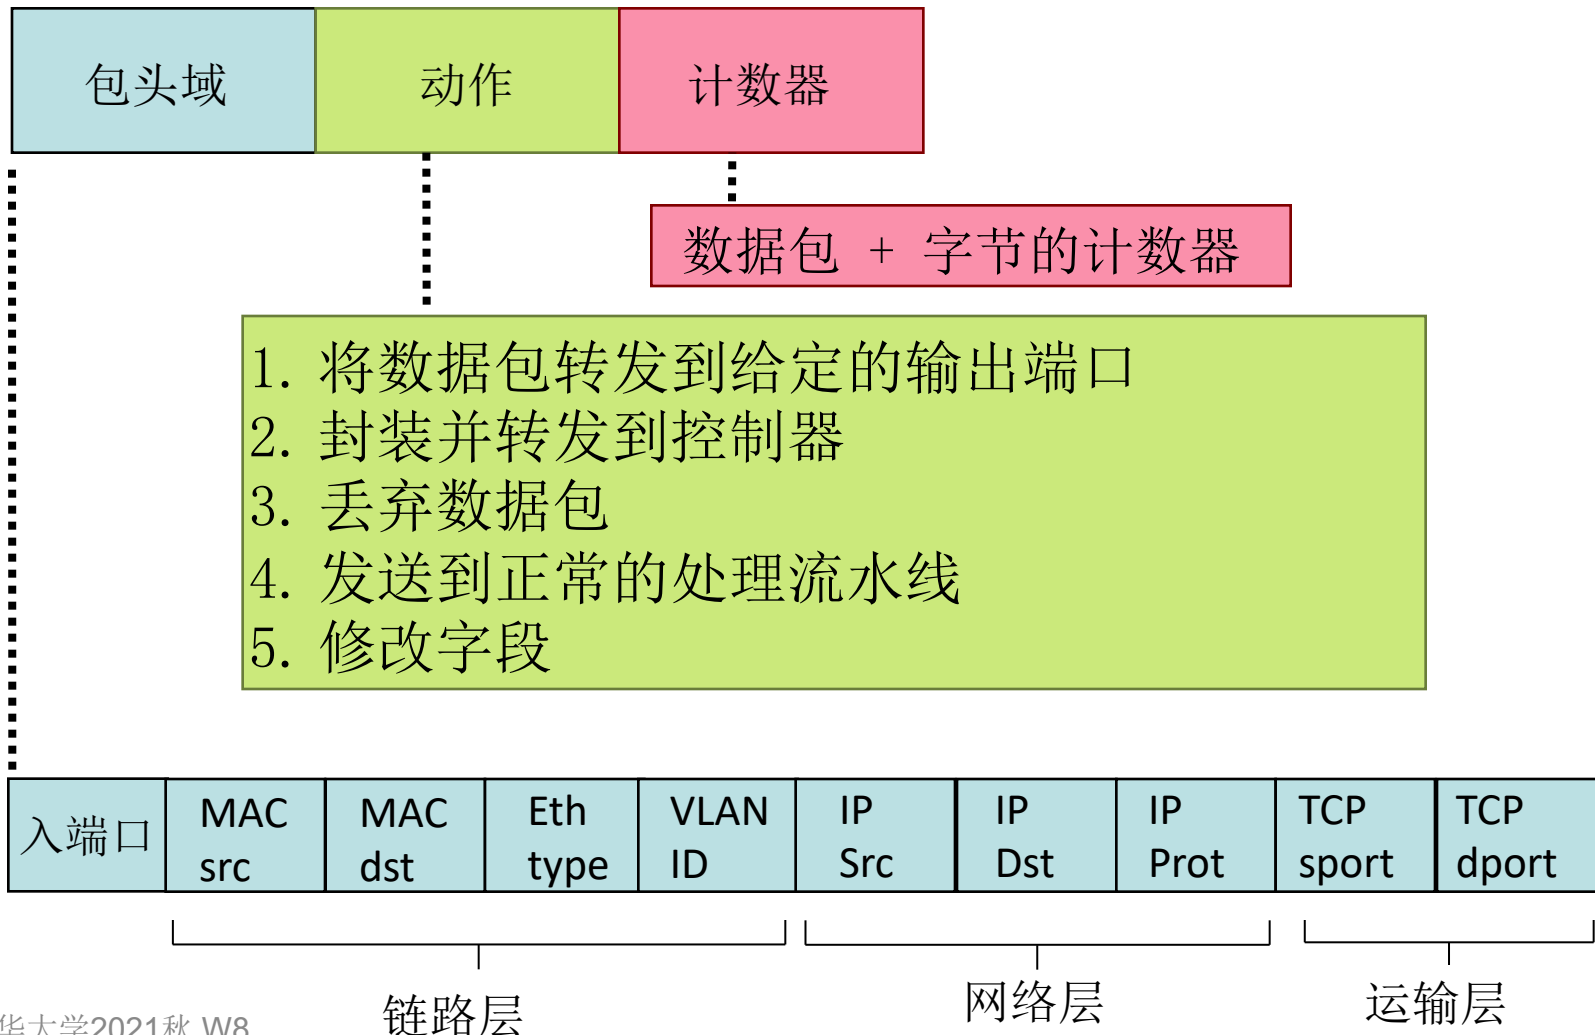 包头域 动作 计数器
数据包 + 字节的计数器
1. 将数据包转发到给定的输出端口
2. 封装并转发到控制器
3. 丢弃数据包
4. 发送到正常的处理流水线
5. 修改字段
入端口
MAC
src
MAC
dst
Eth
type
VLAN
ID
IP
Src
IP
Dst
IP
Prot
TCP
sport
TCP
dport
链路层 网络层 运输层
华大学2021秋 W8